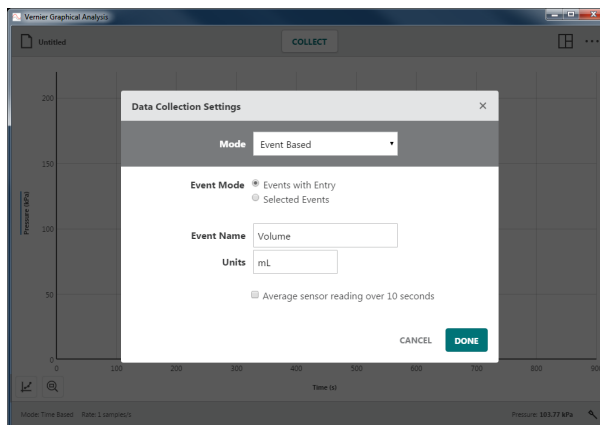 Vernier Graphical Analysis
Untitled
COLLECT
Data Collection Settings
Mode
Event Based
Event Mode
Events with Entry
Selected Events
Event Name
Volume
Units
mL
Average sensor reading over 10 seconds
CANCEL
DONE
200
150
100
50
0
Pressure (kPa)
0
100
200
300
400
500
600
700
800
900
Time (s)
Mode: Time Based Rate: 1 samples/s
Pressure: 103.77 kPa